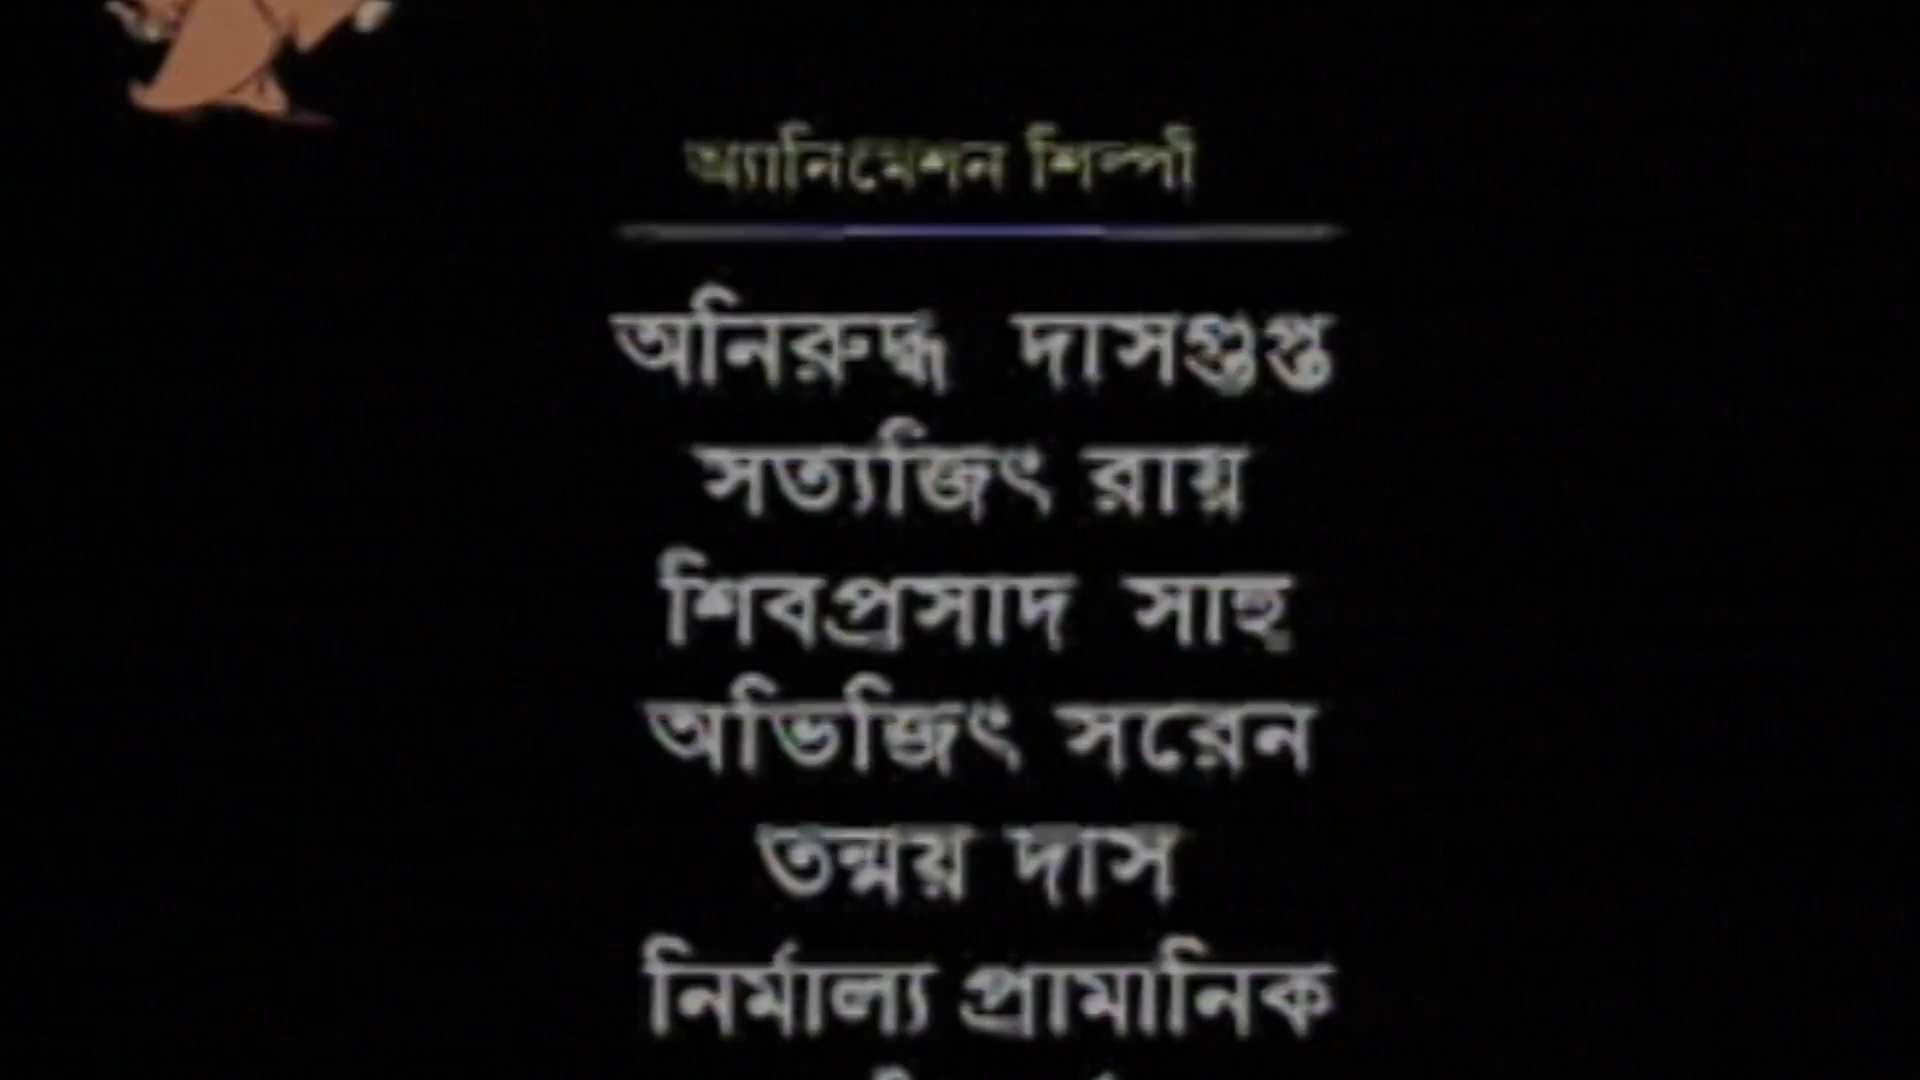 অ্যানিমেশন শিল্পী
অনিরুদ্ধ দাসগুপ্ত
সত্যজিৎ রায়
শিবপ্রসাদ সাহু
অভিজিৎ সরেন
তন্ময় দাস
নির্মাল্য প্রামানিক